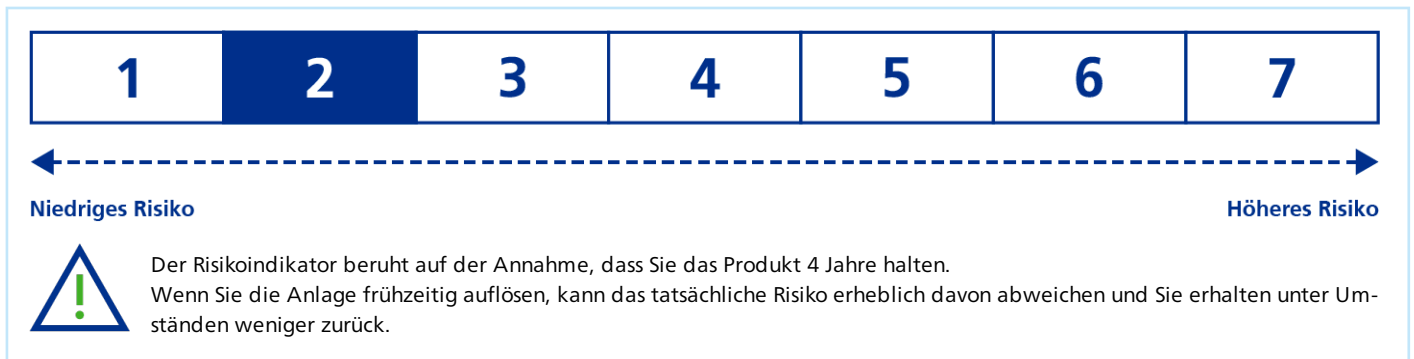 1 2 3 4 5 6 7
Niedriges Risiko Höheres Risiko
Der Risikoindikator beruht auf der Annahme, dass Sie das Produkt 4 Jahre halten.
Wenn Sie die Anlage frühzeitig auflösen, kann das tatsächliche Risiko erheblich davon abweichen und Sie erhalten unter Um-
ständen weniger zurück.